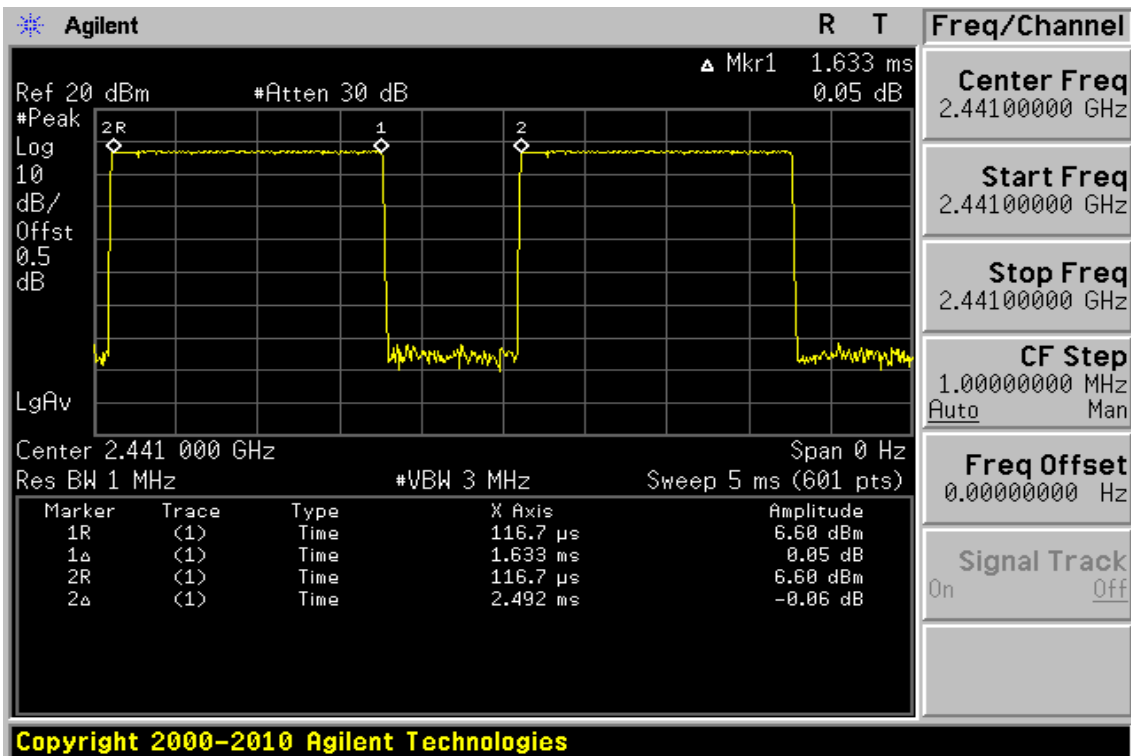 Agilent R T
▵ Mkr1 1.633 ms
Ref 20 dBm #Atten 30 dB 0.05 dB
#Peak
Log
10
dB/
Offst
0.5
dB
LgAv
2R 1 2
Center 2.441 000 GHz Span 0 Hz
Res BW 1 MHz #VBW 3 MHz Sweep 5 ms (601 pts)
Marker Trace Type X Axis Amplitude
1R (1) Time 116.7 µs 6.60 dBm
1▵ (1) Time 1.633 ms 0.05 dB
2R (1) Time 116.7 µs 6.60 dBm
2▵ (1) Time 2.492 ms -0.06 dB
Freq/Channel
Center Freq
2.44100000 GHz
Start Freq
2.44100000 GHz
Stop Freq
2.44100000 GHz
CF Step
1.00000000 MHz
Auto Man
Freq Offset
0.00000000 Hz
Signal Track
On Off
Copyright 2000-2010 Agilent Technologies